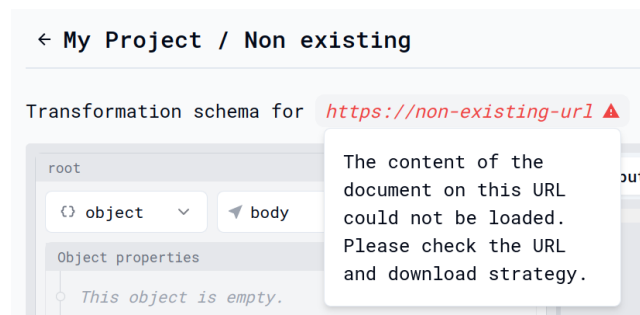 ← My Project / Non existing
Transformation schema for https://non-existing-url
The content of the
document on this URL
could not be loaded.
Please check the URL
and download strategy.
root
object
body
Object properties
This object is empty.